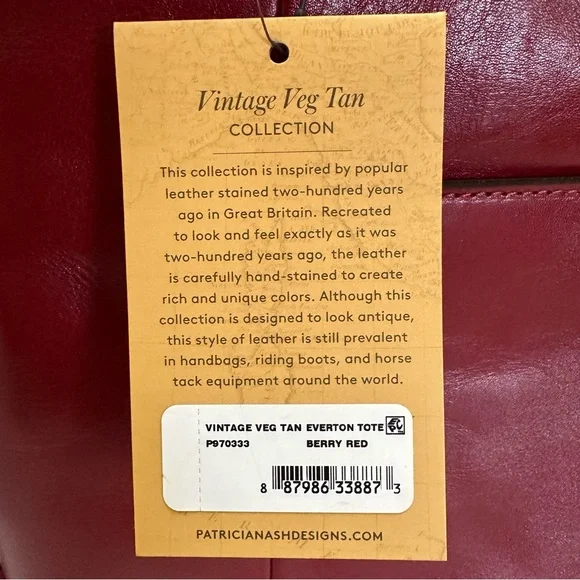 Vintage Veg Tan
COLLECTION
This collection is inspired by popular
leather stained two-hundred years
ago in Great Britain. Recreated
to look and feel exactly as it was
two-hundred years ago, the leather
is carefully hand-stained to create
rich and unique colors. Although this
collection is designed to look antique,
this style of leather is still prevalent
in handbags, riding boots, and horse
tack equipment around the world.
VINTAGE VEG TAN EVERTON TOTE
P970333 BERRY RED
8 87986 33887 3
PATRICIANASHDESIGNS.COM